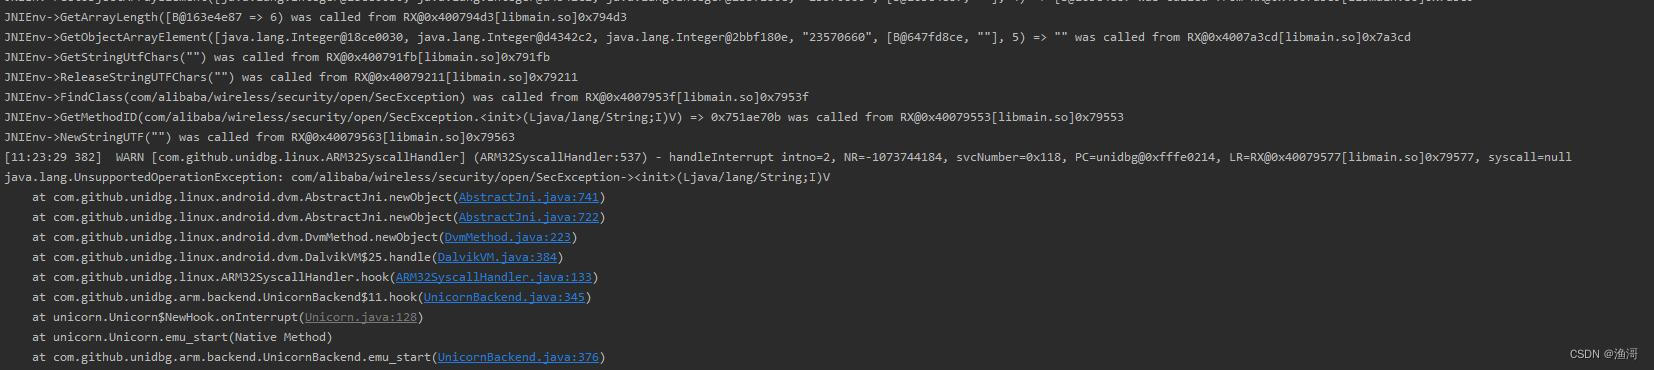 JNIEnv->GetArrayLength([B@163e4e87 => 6) was called from RX@0x400794d3[libmain.so]0x794d3
JNIEnv->GetObjectArrayElement([java.lang.Integer@18ce0030, java.lang.Integer@d4342c2, java.lang.Integer@2bbf180e, "23570660", [B@647fd8ce, ""], 5) => "" was called from RX@0x4007a3cd[libmain.so]0x7a3cd
JNIEnv->GetStringUtfChars("") was called from RX@0x400791fb[libmain.so]0x791fb
JNIEnv->ReleaseStringUTFChars("") was called from RX@0x40079211[libmain.so]0x79211
JNIEnv->FindClass(com/alibaba/wireless/security/open/SecException) was called from RX@0x4007953f[libmain.so]0x7953f
JNIEnv->GetMethodID(com/alibaba/wireless/security/open/SecException.<init>(Ljava/lang/String;I)V) => 0x751ae70b was called from RX@0x40079553[libmain.so]0x79553
JNIEnv->NewStringUTF("") was called from RX@0x40079563[libmain.so]0x79563
[11:23:29 382]  WARN [com.github.unidbg.linux.ARM32SyscallHandler] (ARM32SyscallHandler:537) - handleInterrupt intno=2, NR=-1073744184, svcNumber=0x118, PC=unidbg@0xfffe0214, LR=RX@0x40079577[libmain.so]0x79577, syscall=null
java.lang.UnsupportedOperationException: com/alibaba/wireless/security/open/SecException-><init>(Ljava/lang/String;I)V
at com.github.unidbg.linux.android.dvm.AbstractJni.newObject(AbstractJni.java:741)
at com.github.unidbg.linux.android.dvm.AbstractJni.newObject(AbstractJni.java:722)
at com.github.unidbg.linux.android.dvm.DvmMethod.newObject(DvmMethod.java:223)
at com.github.unidbg.linux.android.dvm.DalvikVM$25.handle(DalvikVM.java:384)
at com.github.unidbg.linux.ARM32SyscallHandler.hook(ARM32SyscallHandler.java:133)
at com.github.unidbg.arm.backend.UnicornBackend$11.hook(UnicornBackend.java:345)
at unicorn.Unicorn$NewHook.onInterrupt(Unicorn.java:128)
at unicorn.Unicorn.emu_start(Native Method)
at com.github.unidbg.arm.backend.UnicornBackend.emu_start(UnicornBackend.java:376)
CSDN @渔滒